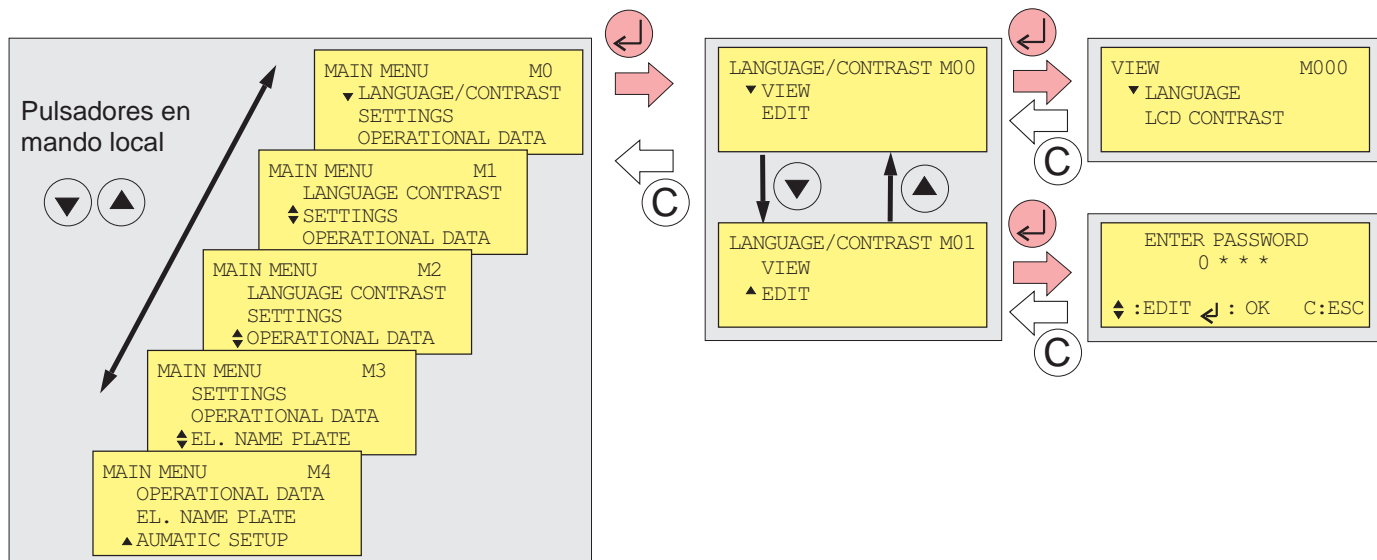 Pulsadores en
mando local
MAIN MENU M0
LANGUAGE/CONTRAST
SETTINGS
OPERATIONAL DATA
MAIN MENU M1
LANGUAGE CONTRAST
SETTINGS
OPERATIONAL DATA
MAIN MENU M2
LANGUAGE CONTRAST
SETTINGS
OPERATIONAL DATA
MAIN MENU M3
SETTINGS
OPERATIONAL DATA
EL. NAME PLATE
MAIN MENU M4
OPERATIONAL DATA
EL. NAME PLATE
AUMATIC SETUP
C
LANGUAGE/CONTRAST M00
VIEW
EDIT
LANGUAGE/CONTRAST M01
VIEW
EDIT
C
VIEW M000
LANGUAGE
LCD CONTRAST
C
ENTER PASSWORD
0 * * *
:EDIT : OK C:ESC